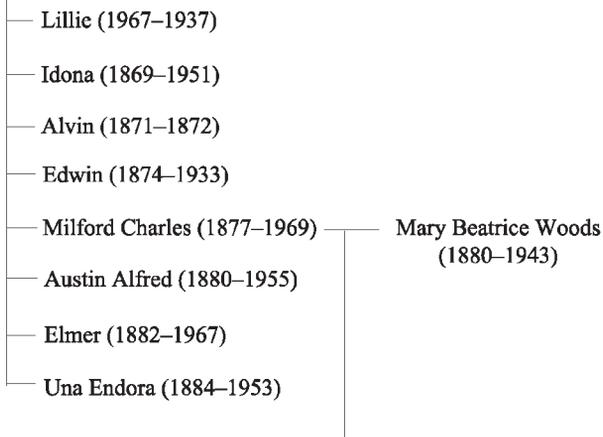 Lillie (1967–1937)
Idona (1869–1951)
Alvin (1871–1872)
Edwin (1874–1933)
Milford Charles (1877–1969)
Mary Beatrice Woods
(1880–1943)
Austin Alfred (1880–1955)
Elmer (1882–1967)
Una Endora (1884–1953)